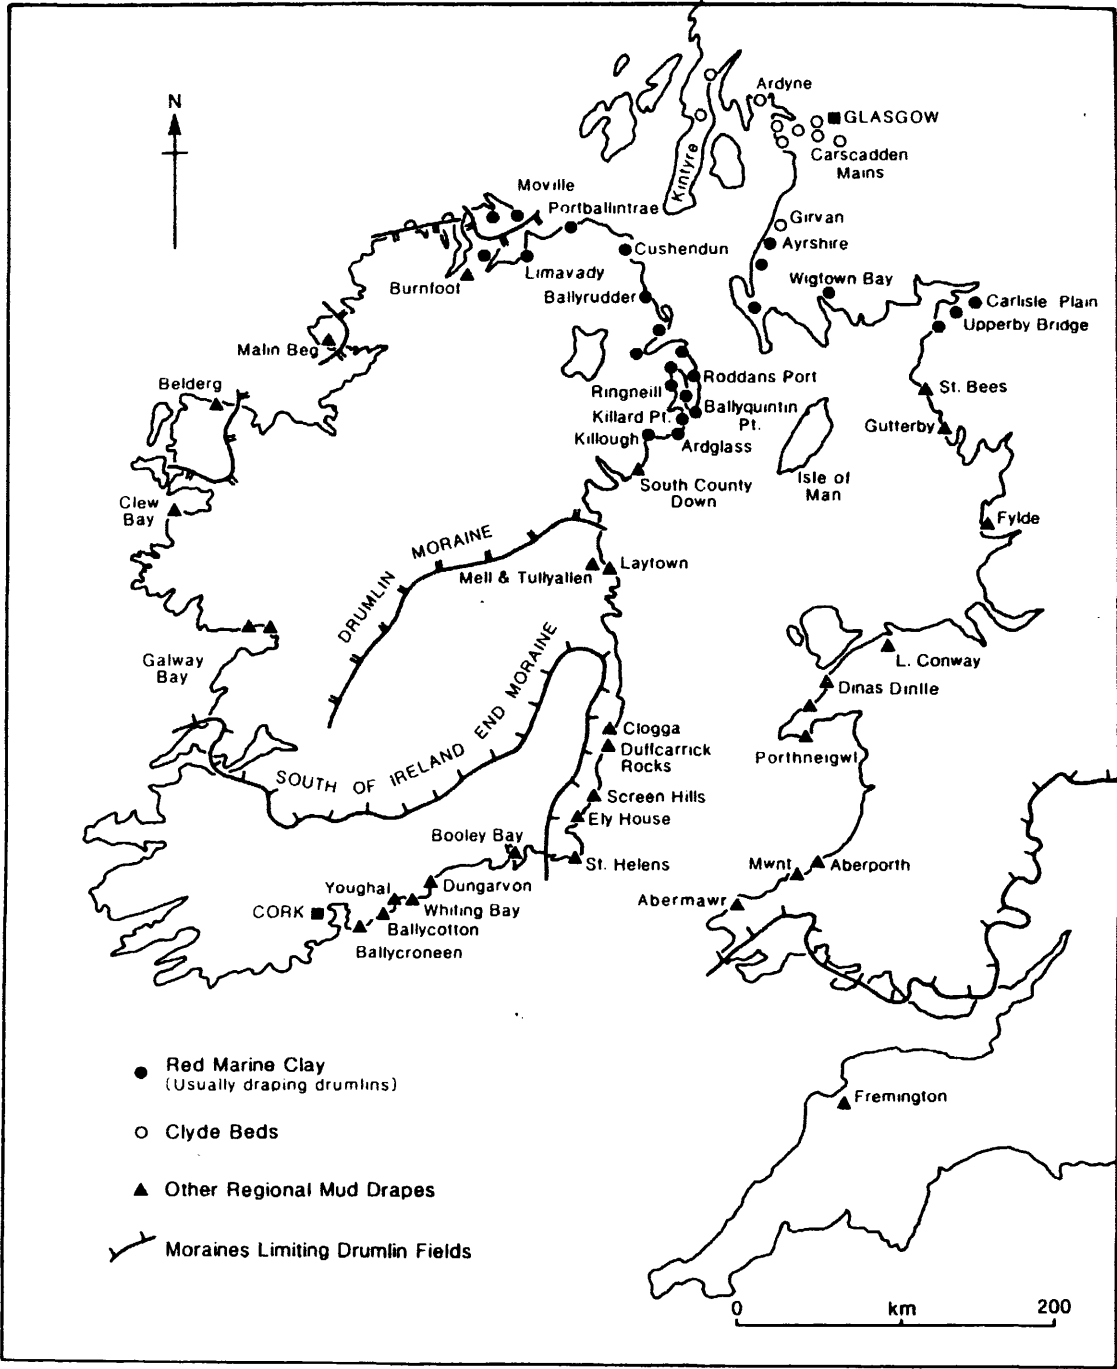 N
Ardyne
GLASGOW
Carscadden
Mains
Kintyre
Moville
Portballintrae
Girvan
Ayrshire
Cushendun
Limavady
Burnfoot
Wigtown Bay
Ballyrudder
Carlisle Plain
Upperby Bridge
Malin Beg
Belderg
Ringneill
Roddans Port
St. Bees
Killard Pt.
Ballyquintin
Pt.
Gutterby
Killough
Ardglass
South County
Down
Isle of
Man
Clew
Bay
Fylde
DRUMLIN MORAINE
Mell & Tullyallen
Laytown
Galway
Bay
L. Conway
Dinas Dinlle
SOUTH OF IRELAND END MORAINE
Clogga
Duffcarrick
Rocks
Porthneigwl
Screen Hills
Ely House
Booley Bay
St. Helens
Mwnt
Aberporth
Youghal
Dungarvon
Abermawr
CORK
Whiting Bay
Ballycotton
Ballycroneen
Red Marine Clay
(Usually draping drumlins)
Clyde Beds
Fremington
Other Regional Mud Drapes
Moraines Limiting Drumlin Fields
0 km 200